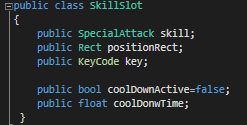 public class SkillSlot
{
public SpecialAttack skill;
public Rect positionRect;
public KeyCode key;
public bool coolDownActive=false;
public float coolDonwTime;
}